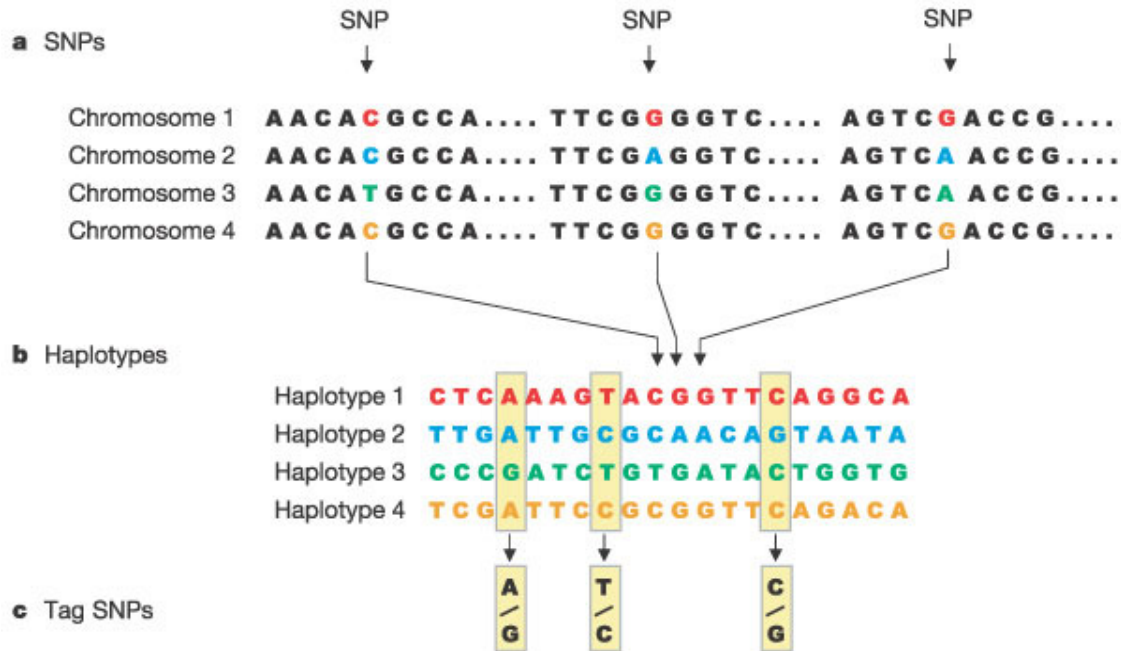 SNP SNP SNP
a SNPs
Chromosome 1 AACACGCCA.... TTCGGGGTC.... AGTCGACCG....
Chromosome 2 AACACGCCA.... TTCGAGGTC.... AGTCAACCG....
Chromosome 3 AACATGCCA.... TTCGGGGTC.... AGTCAACCG....
Chromosome 4 AACACGCCA.... TTCGGGGTC.... AGTCGACCG....
b Haplotypes
Haplotype 1 CTCAAAGTACGGTTCAGGCA
Haplotype 2 TTGATTGCGCAACAGTAATA
Haplotype 3 CCCGATCTGTGATACTGGTG
Haplotype 4 TCGATTCCGCGGTTCAGACA
A T C
/ / /
G C G
c Tag SNPs